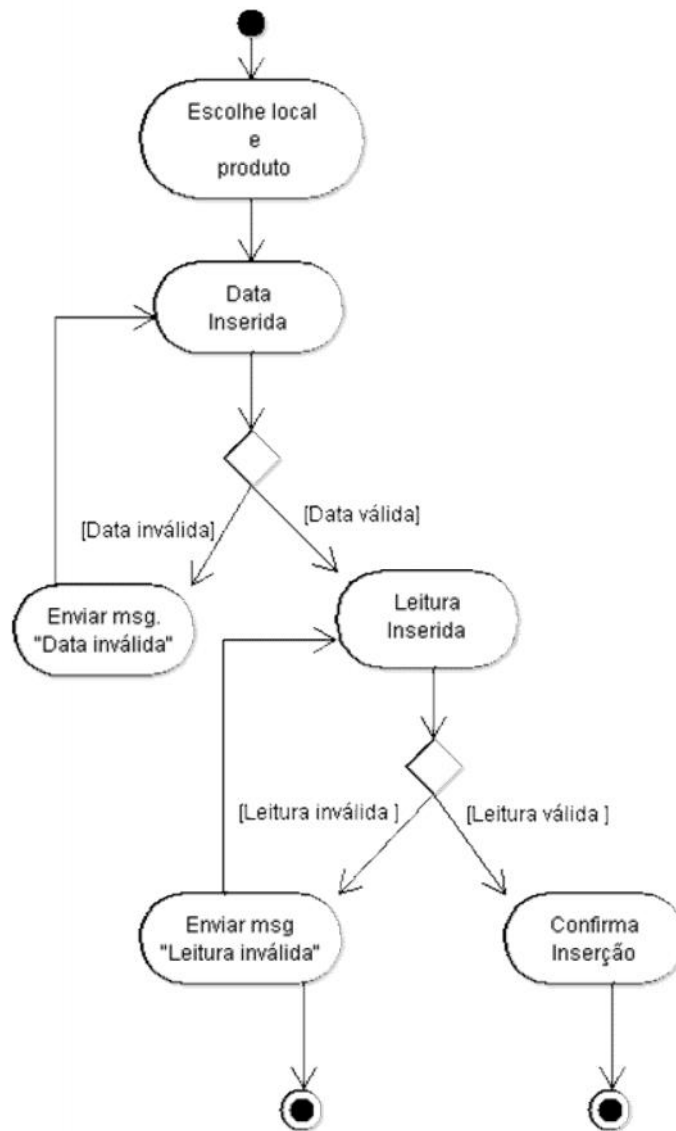 Escolhe local
e
produto
Data
Inserida
[Data inválida]
[Data válida]
Enviar msg.
"Data inválida"
Leitura
Inserida
[Leitura inválida ]
[Leitura válida ]
Enviar msg
"Leitura inválida"
Confirma
Inserção